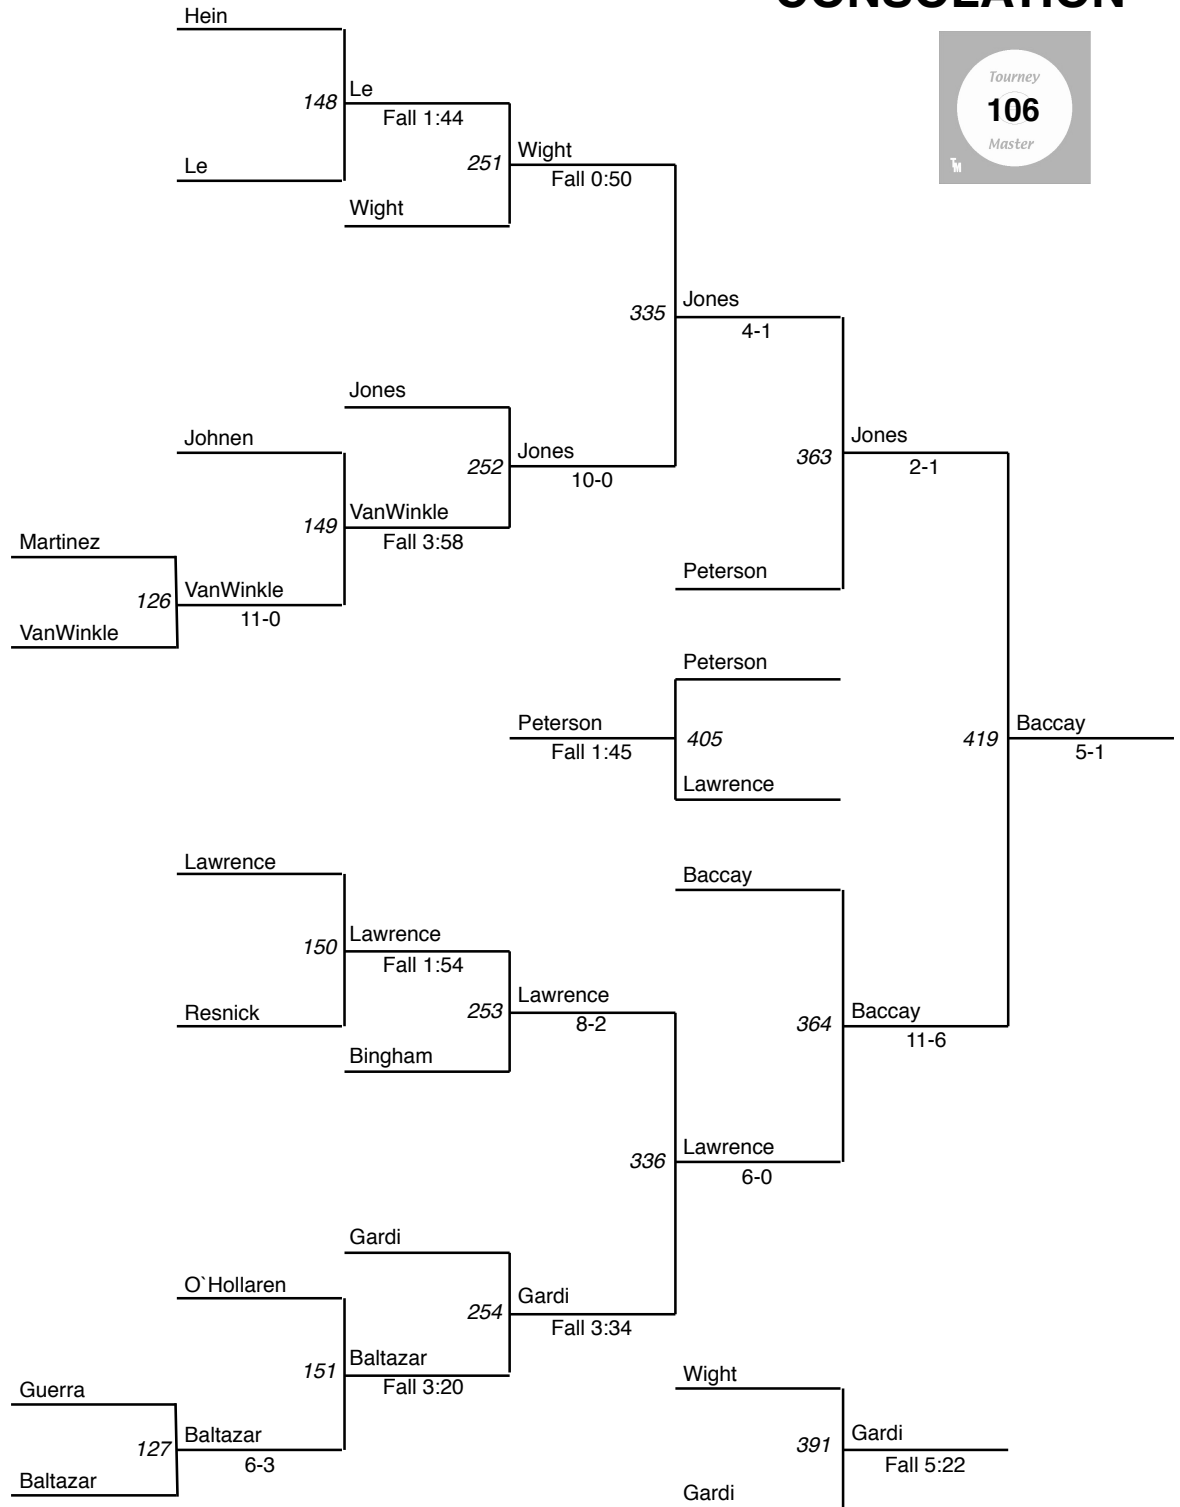 CONSOLATION
Hein
Tourney
106
Master
TM
148
Le
Fall 1:44
Le
251
Wight
Fall 0:50
Wight
335
Jones
4-1
Jones
Johnen
252
Jones
10-0
363
Jones
2-1
149
VanWinkle
Fall 3:58
Martinez
Peterson
126
VanWinkle
11-0
VanWinkle
Peterson
Peterson
Fall 1:45
405
419
Baccay
5-1
Lawrence
Lawrence
Baccay
150
Lawrence
Fall 1:54
Resnick
253
Lawrence
8-2
364
Baccay
11-6
Bingham
336
Lawrence
6-0
Gardi
O`Hollaren
254
Gardi
Fall 3:34
151
Baltazar
Fall 3:20
Wight
Guerra
127
Baltazar
6-3
391
Gardi
Fall 5:22
Baltazar
Gardi